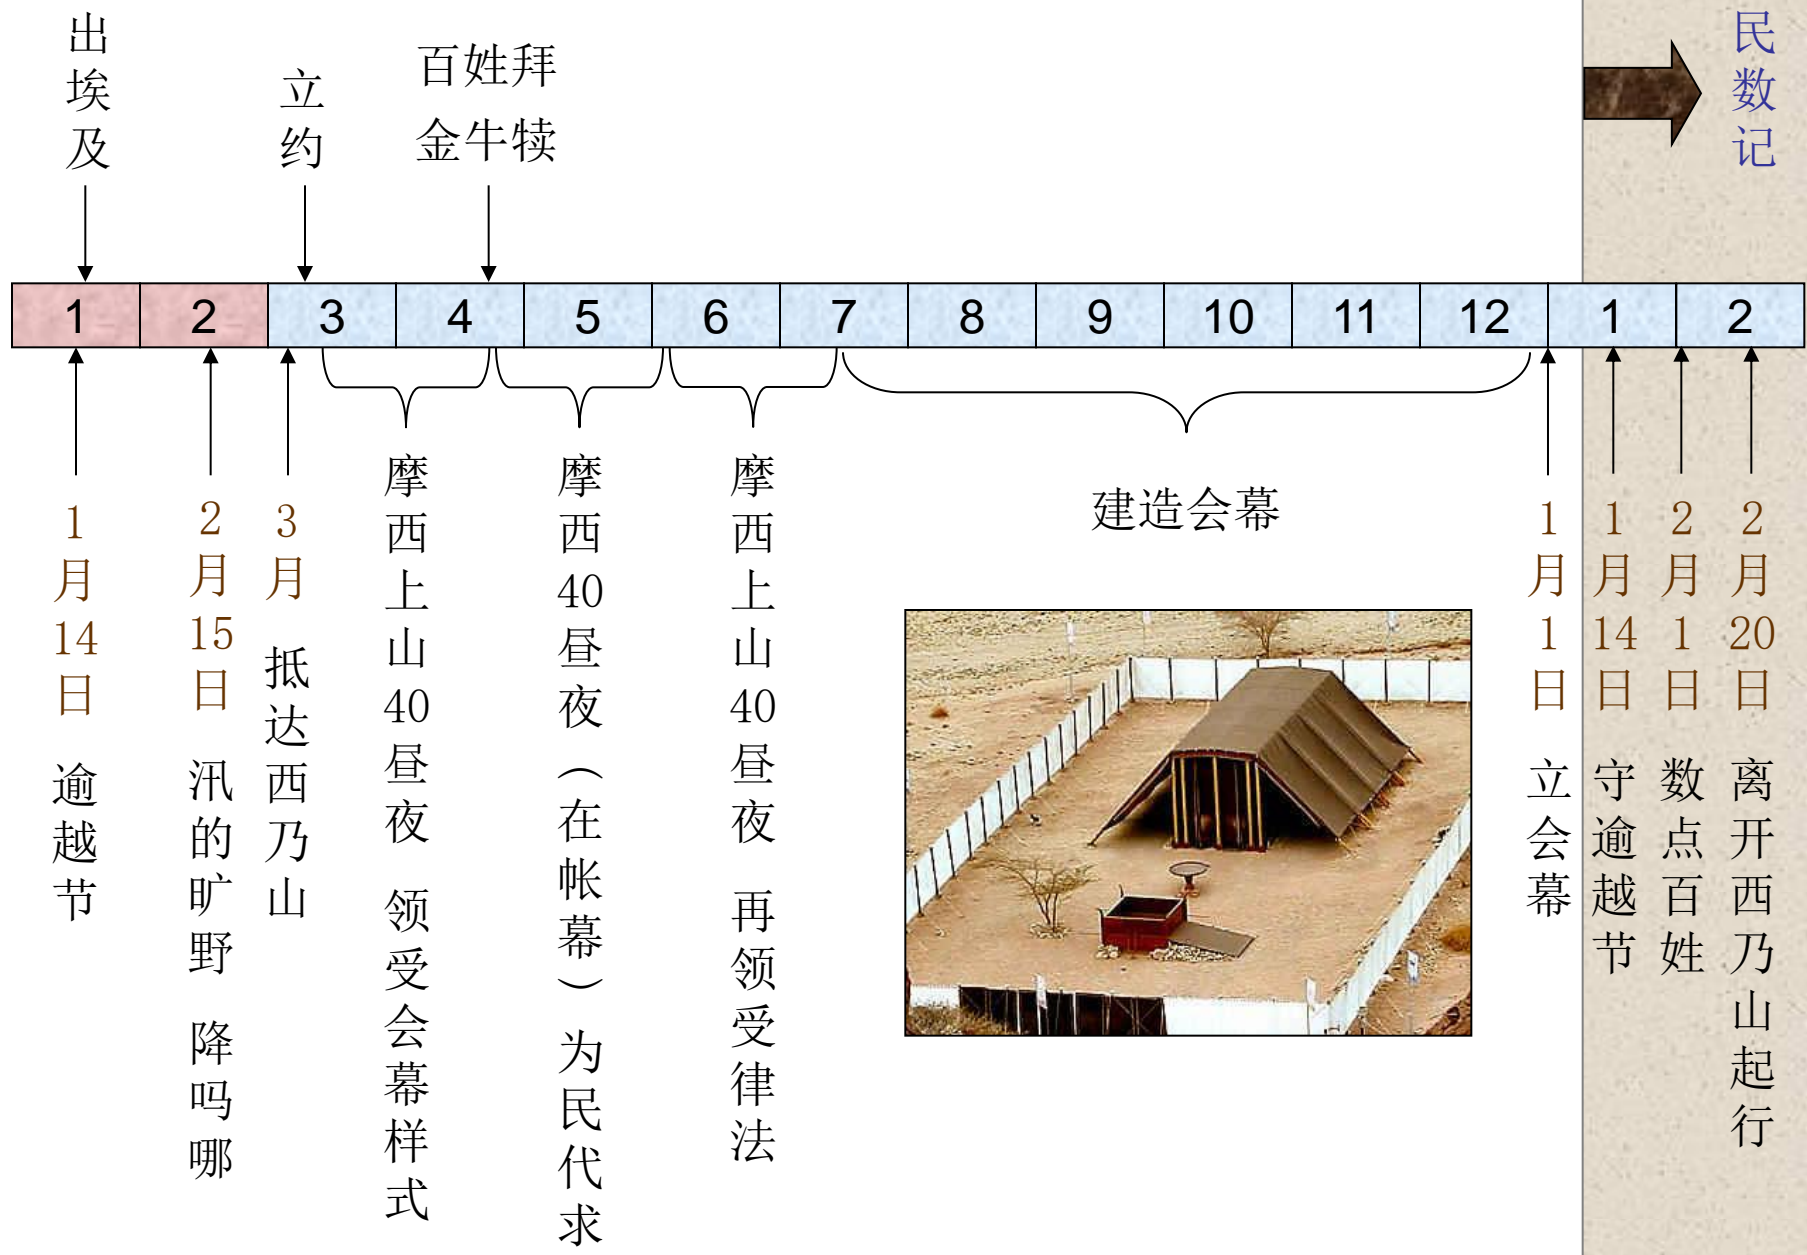 出埃及
立约
百姓拜
金牛犊
民数记
1 2 3 4 5 6 7 8 9 10 11 12 1 2
1月14日 逾越节
2月15日 汛的旷野 降吗哪
3月 抵达西乃山
摩西上山40昼夜 领受会幕样式
摩西40昼夜（在帐幕）为民代求
摩西上山40昼夜 再领受律法
建造会幕
1月1日 立会幕
1月14日 守逾越节
2月1日 数点百姓
2月20日 离开西乃山起行